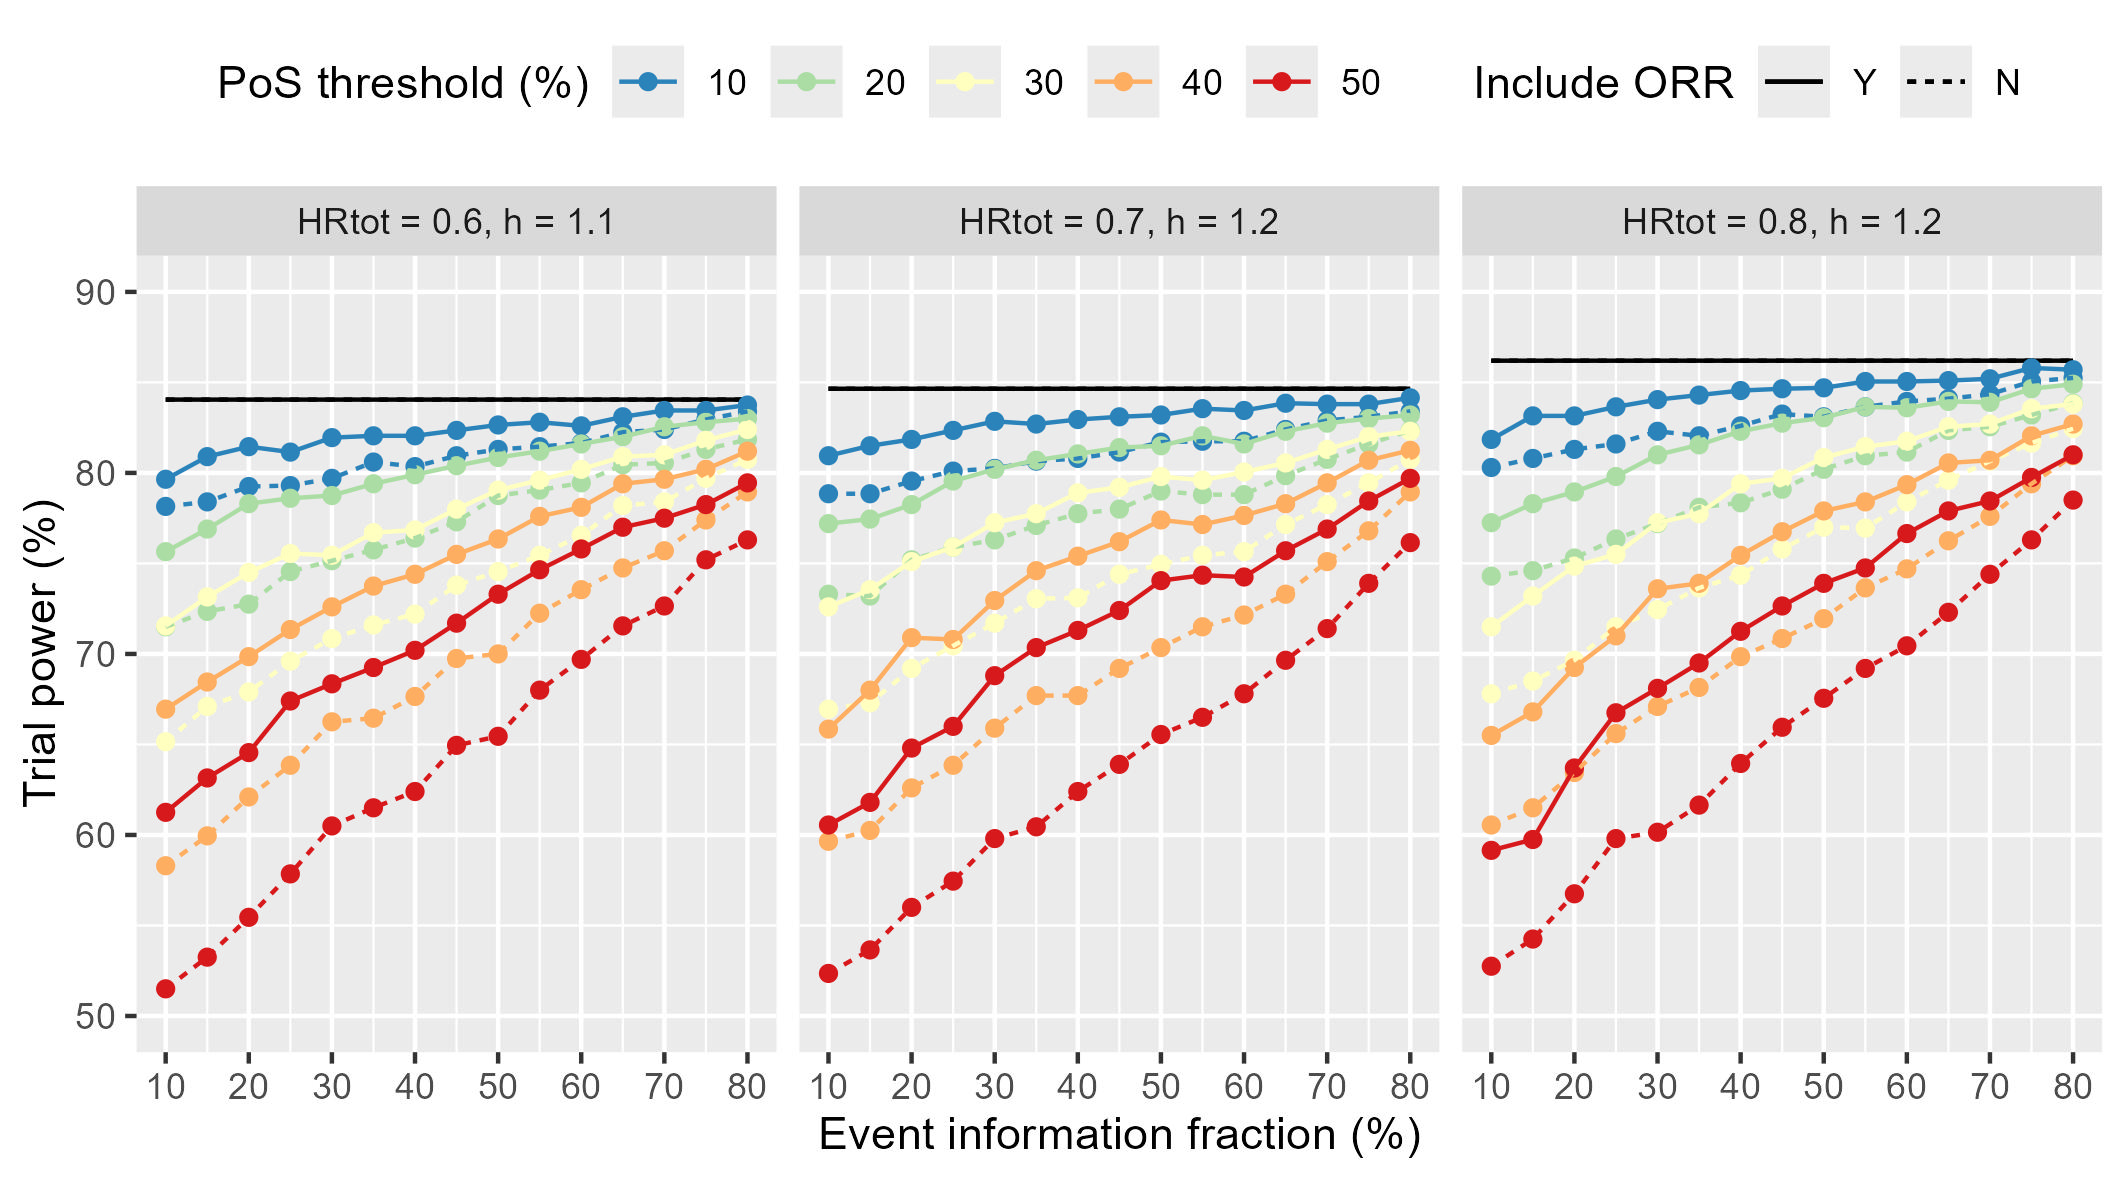 PoS threshold (%) 10 20 30 40 50 Include ORR Y N
HRtot = 0.6, h = 1.1 HRtot = 0.7, h = 1.2 HRtot = 0.8, h = 1.2
Trial power (%)
90
80
70
60
50
10 20 30 40 50 60 70 80 10 20 30 40 50 60 70 80 10 20 30 40 50 60 70 80
Event information fraction (%)